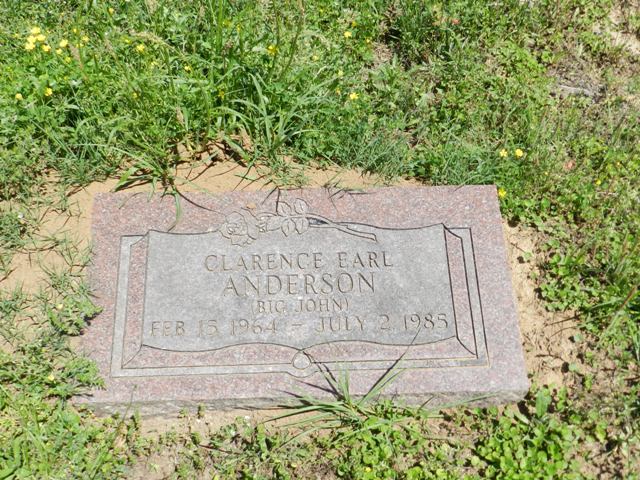 CLARENCE EARL
ANDERSON
(BIG JOHN)
FEB 15, 1964 - JULY 2, 1985